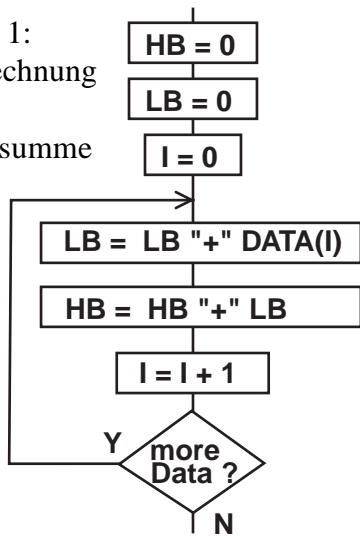 1:
HB = 0
echnung
LB = 0
summe
I = 0
LB = LB "+" DATA(I)
HB = HB "+" LB
I = I + 1
Y
more
Data ?
N